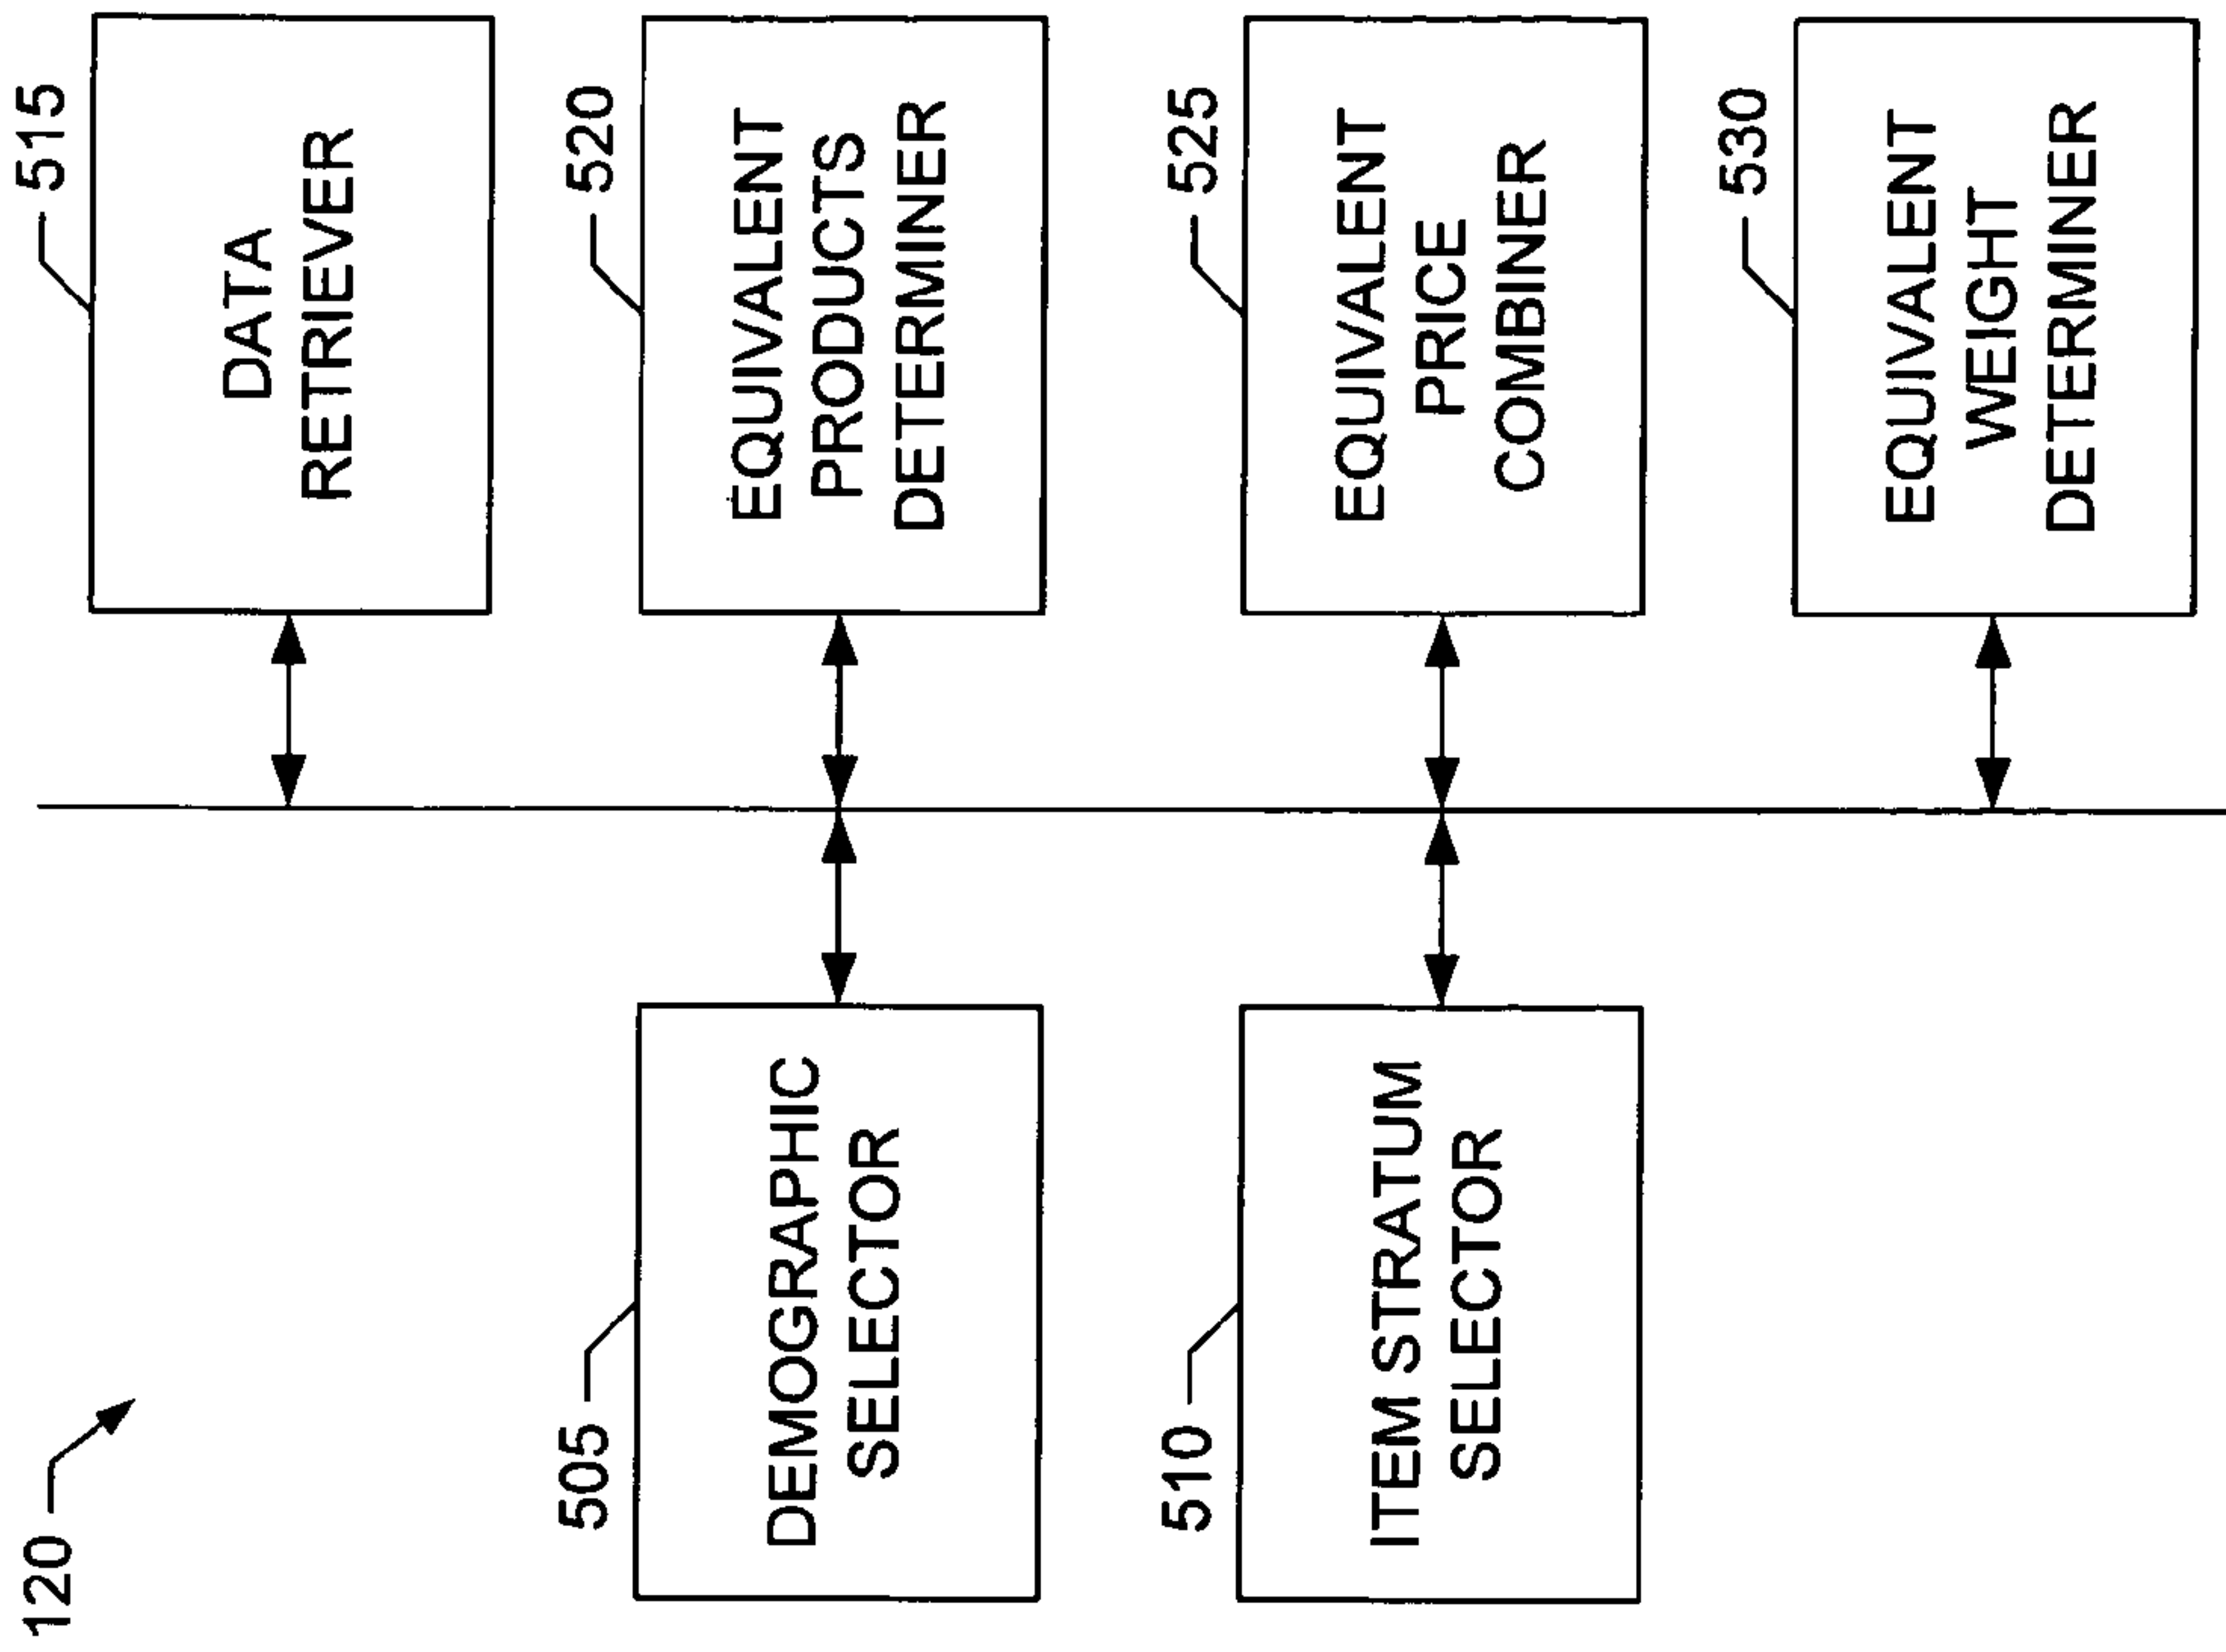 120
505
DEMOGRAPHIC
SELECTOR
510
ITEM STRATUM
SELECTOR
515
DATA
RETRIEVER
520
EQUIVALENT
PRODUCTS
DETERMINER
525
EQUIVALENT
PRICE
COMBINER
530
EQUIVALENT
WEIGHT
DETERMINER